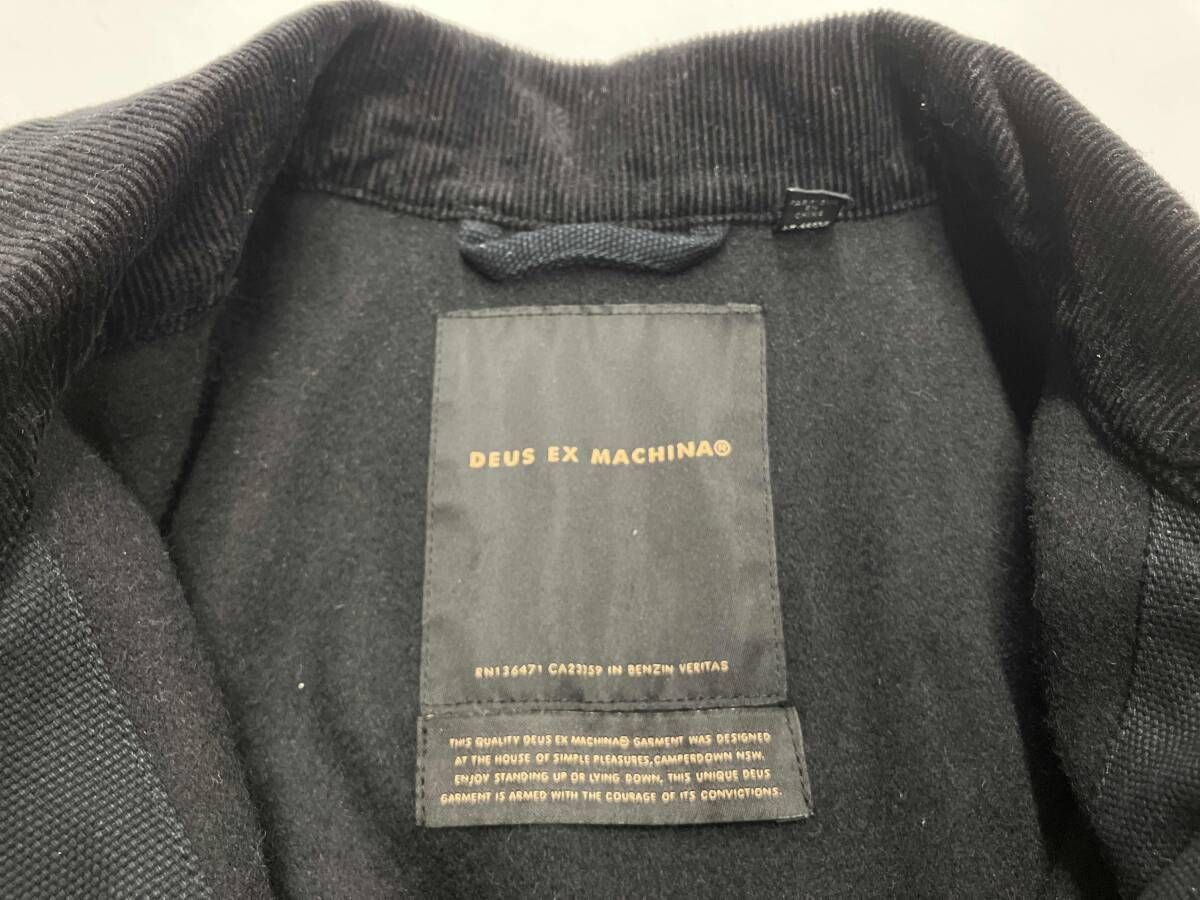 DEUS EX MACHINA®
RN136471 CA23159 IN BENZIN VERITAS
THIS QUALITY DEUS EX MACHINA® GARMENT WAS DESIGNED
AT THE HOUSE OF SIMPLE PLEASURES, CAMPERDOWN NSW.
ENJOY STANDING UP OR LYING DOWN, THIS UNIQUE DEUS
GARMENT IS ARMED WITH THE COURAGE OF ITS CONVICTIONS.